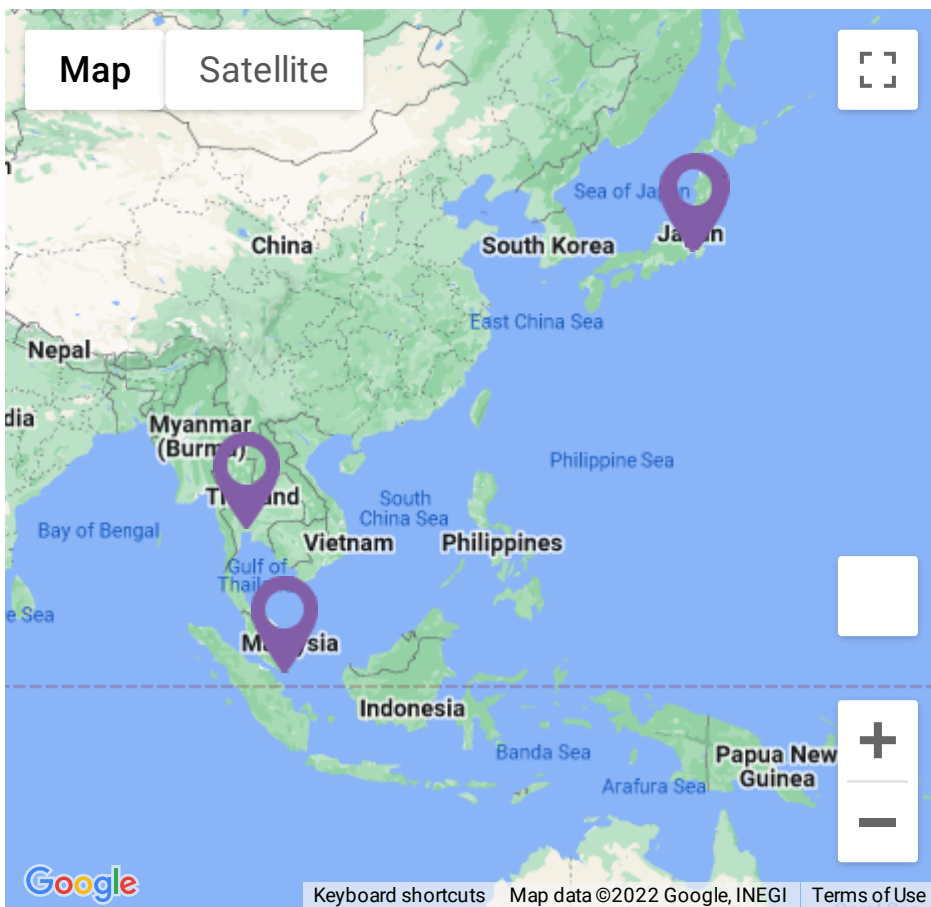 Map
Satellite
Sea of Japan
Japan
China
South Korea
East China Sea
Nepal
dia
Myanmar
(Burma)
Philippine Sea
Thailand
South
China Sea
Bay of Bengal
Vietnam
Philippines
Gulf of
Thailand
e Sea
Malaysia
Indonesia
Banda Sea
Papua New
Guinea
Arafura Sea
Google
Keyboard shortcuts
Map data ©2022 Google, INEGI
Terms of Use